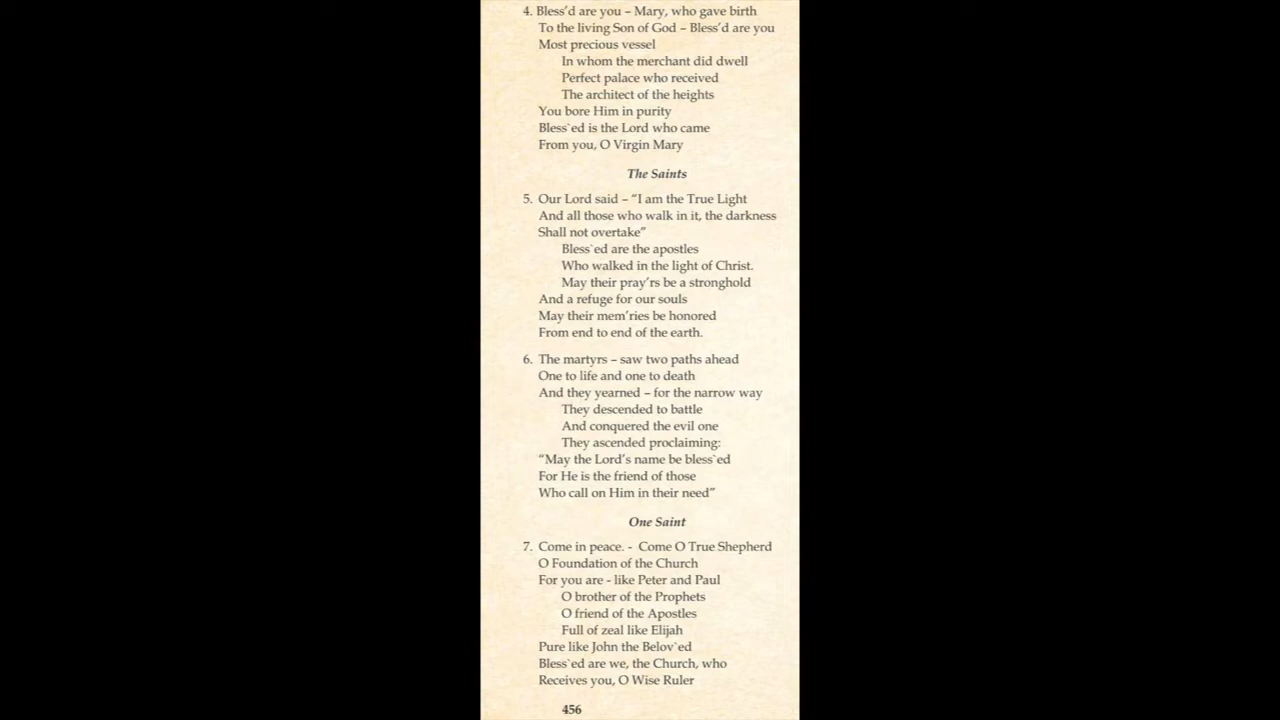 4. Bless’d are you – Mary, who gave birth
To the living Son of God – Bless’d are you
Most precious vessel
In whom the merchant did dwell
Perfect palace who received
The architect of the heights
You bore Him in purity
Bless`ed is the Lord who came
From you, O Virgin Mary
The Saints
5. Our Lord said – “I am the True Light
And all those who walk in it, the darkness
Shall not overtake”
Bless`ed are the apostles
Who walked in the light of Christ.
May their pray’rs be a stronghold
And a refuge for our souls
May their mem’ries be honored
From end to end of the earth.
6. The martyrs – saw two paths ahead
One to life and one to death
And they yearned – for the narrow way
They descended to battle
And conquered the evil one
They ascended proclaiming:
“May the Lord’s name be bless`ed
For He is the friend of those
Who call on Him in their need”
One Saint
7. Come in peace. - Come O True Shepherd
O Foundation of the Church
For you are - like Peter and Paul
O brother of the Prophets
O friend of the Apostles
Full of zeal like Elijah
Pure like John the Belov`ed
Bless`ed are we, the Church, who
Receives you, O Wise Ruler
456